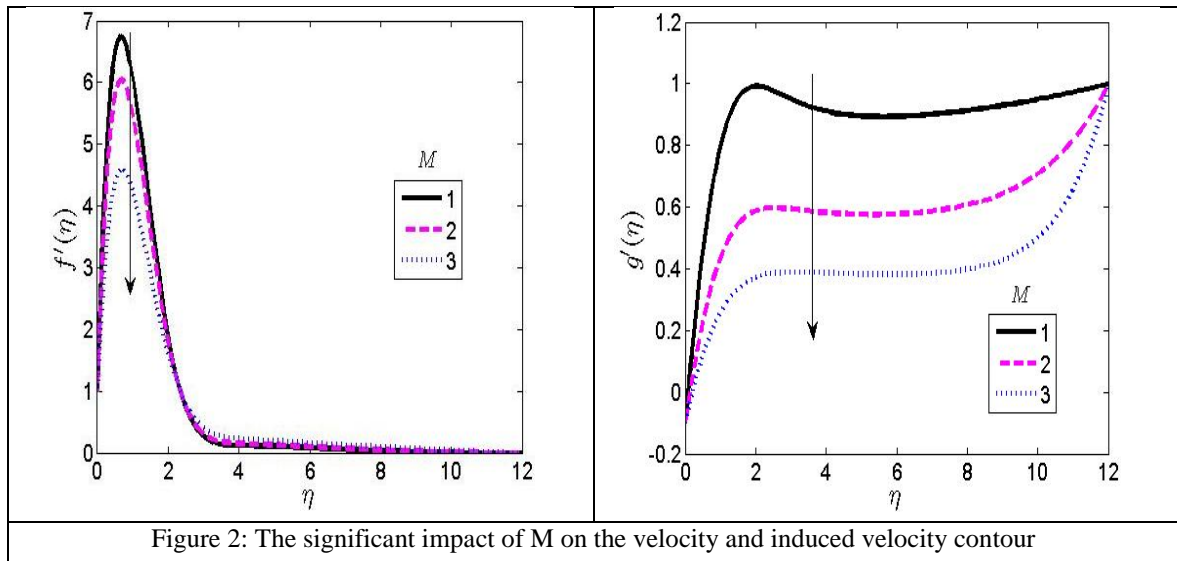 7
6
5
4
3
2
1
0
f'(η)
0 2 4 6 8 10 12
η
M
1
2
3
1.2
1
0.8
0.6
0.4
0.2
0
-0.2
g'(η)
0 2 4 6 8 10 12
η
M
1
2
3
Figure 2: The significant impact of M on the velocity and induced velocity contour